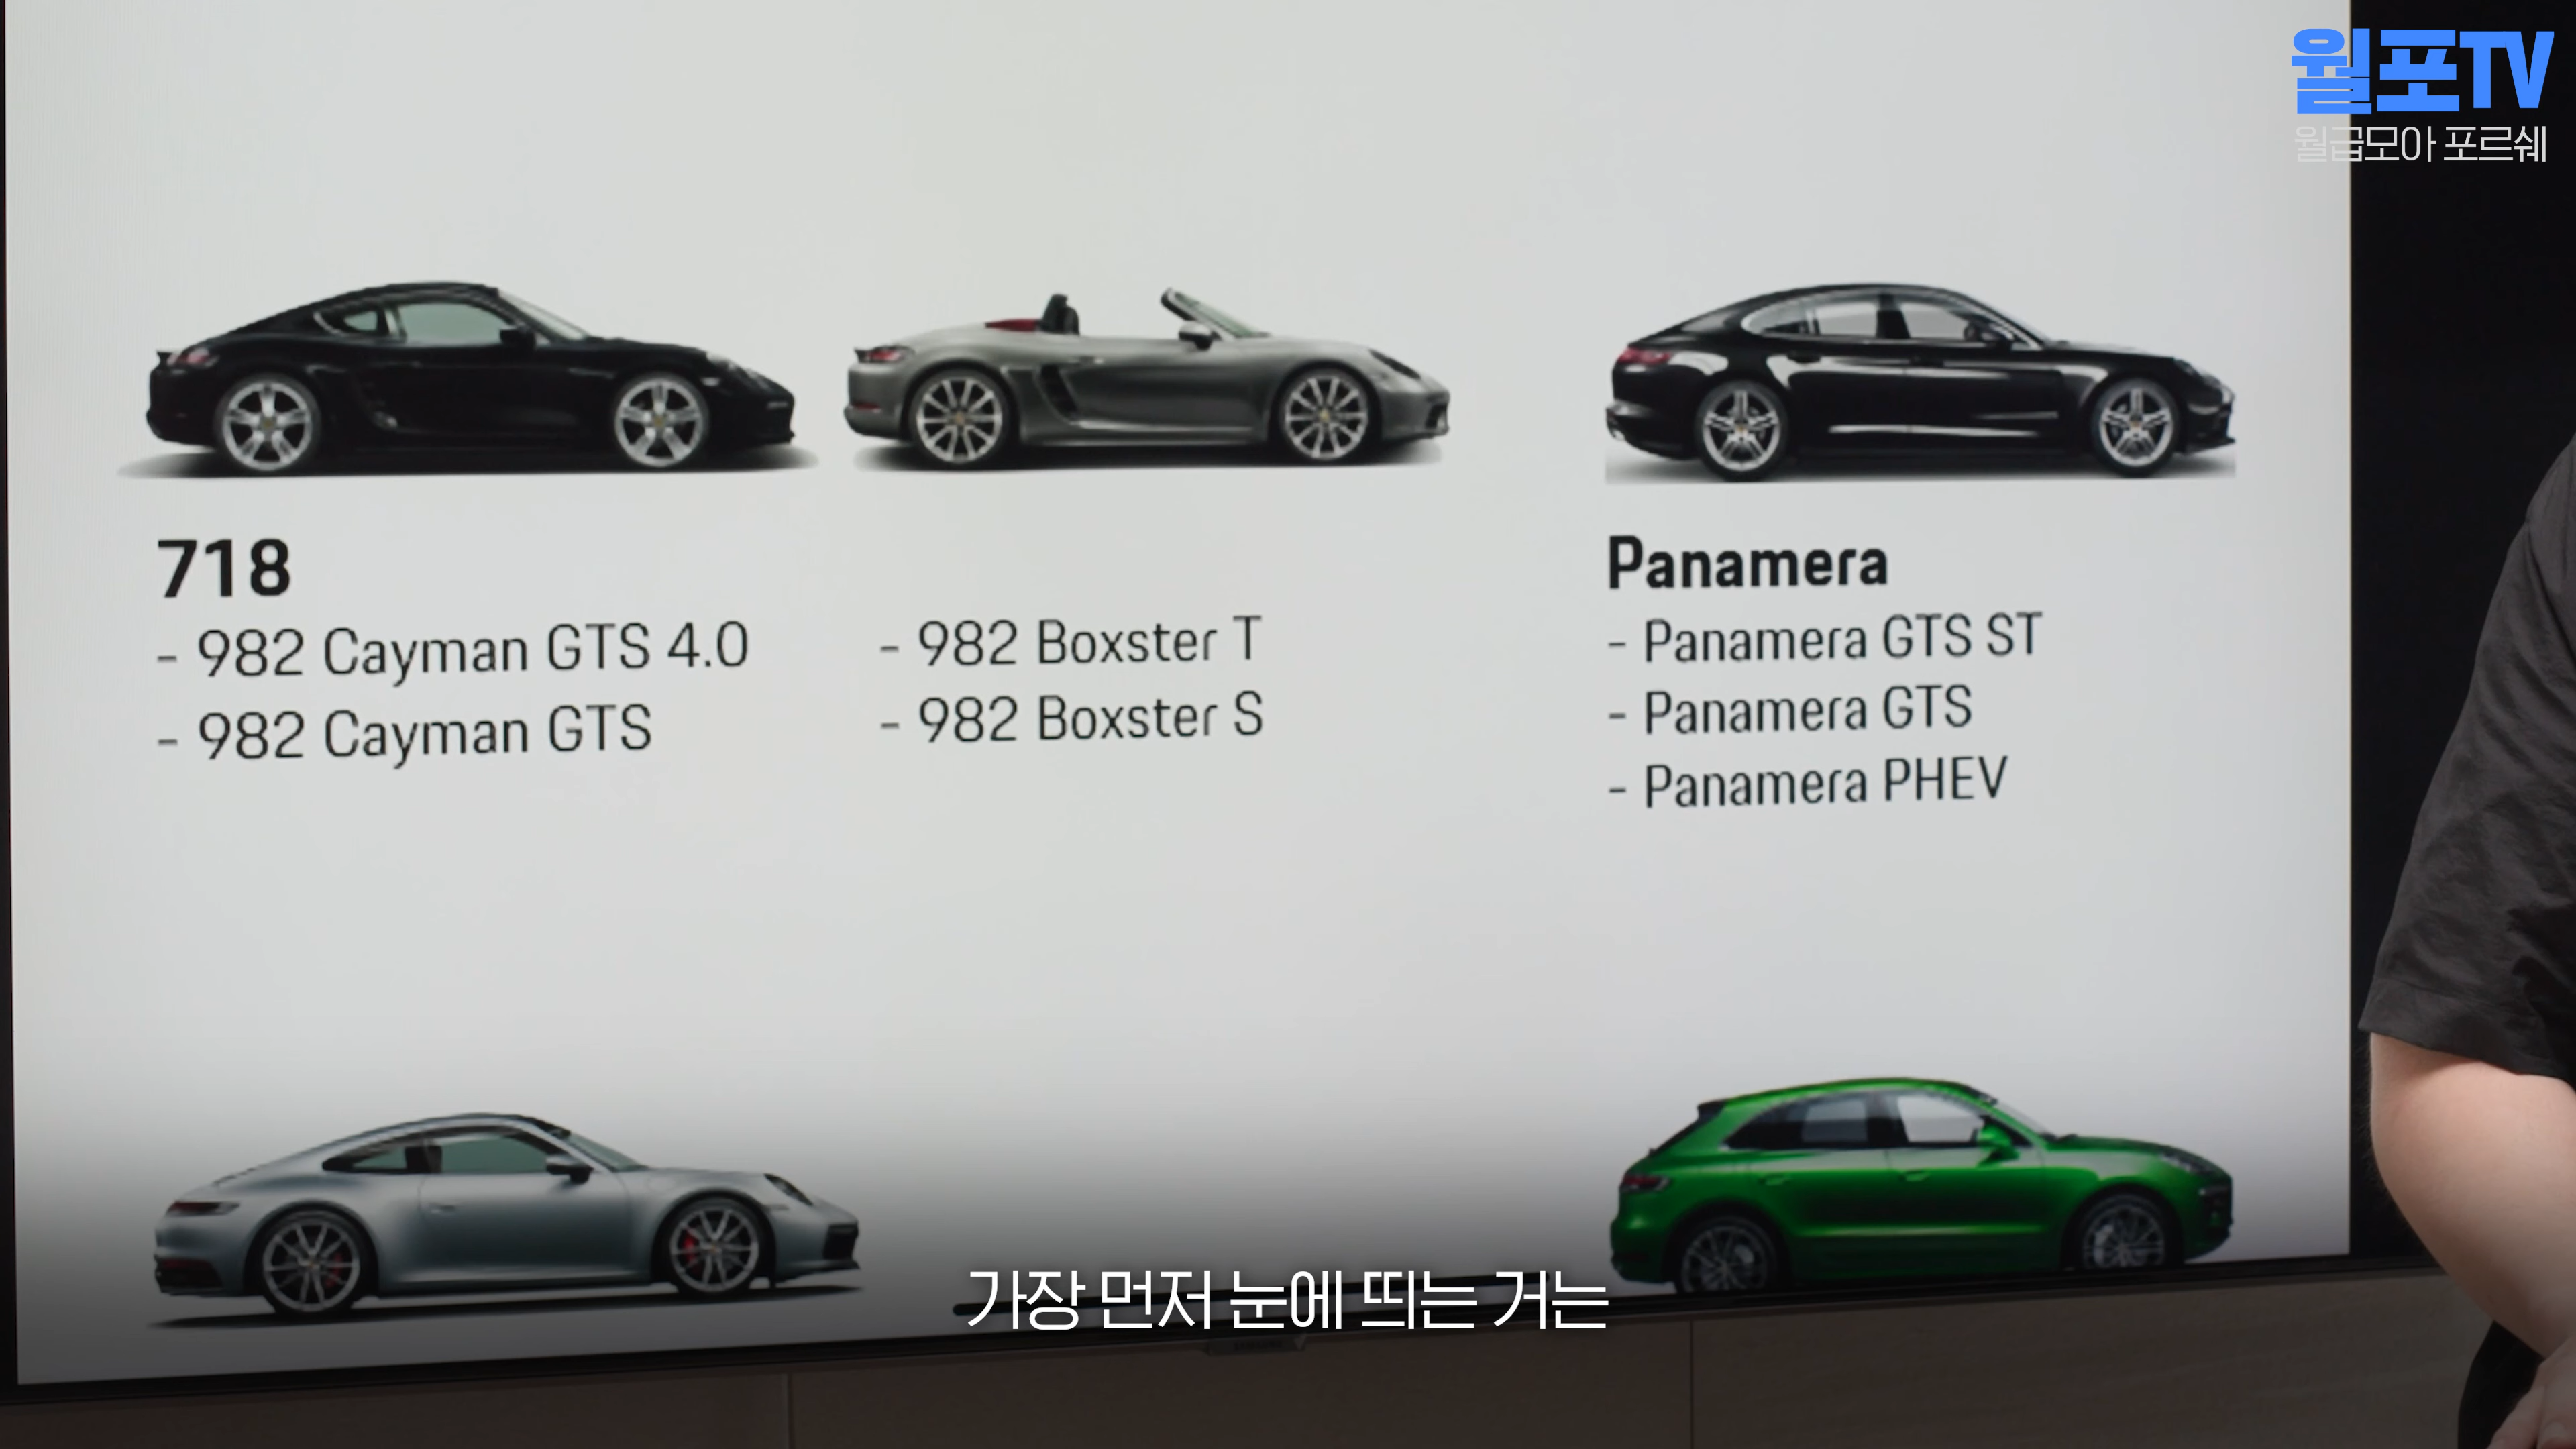 월포TV
월급모아 포르쉐
718
- 982 Cayman GTS 4.0
- 982 Cayman GTS
- 982 Boxster T
- 982 Boxster S
Panamera
- Panamera GTS ST
- Panamera GTS
- Panamera PHEV
가장 먼저 눈에 띄는 거는